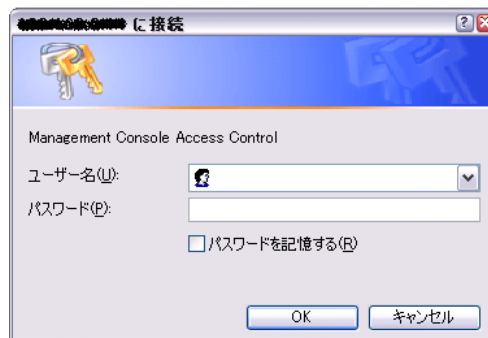 に接続
Management Console Access Control
ユーザー名(U):
パスワード(P):
パスワードを記憶する(R)
OK
キャンセル